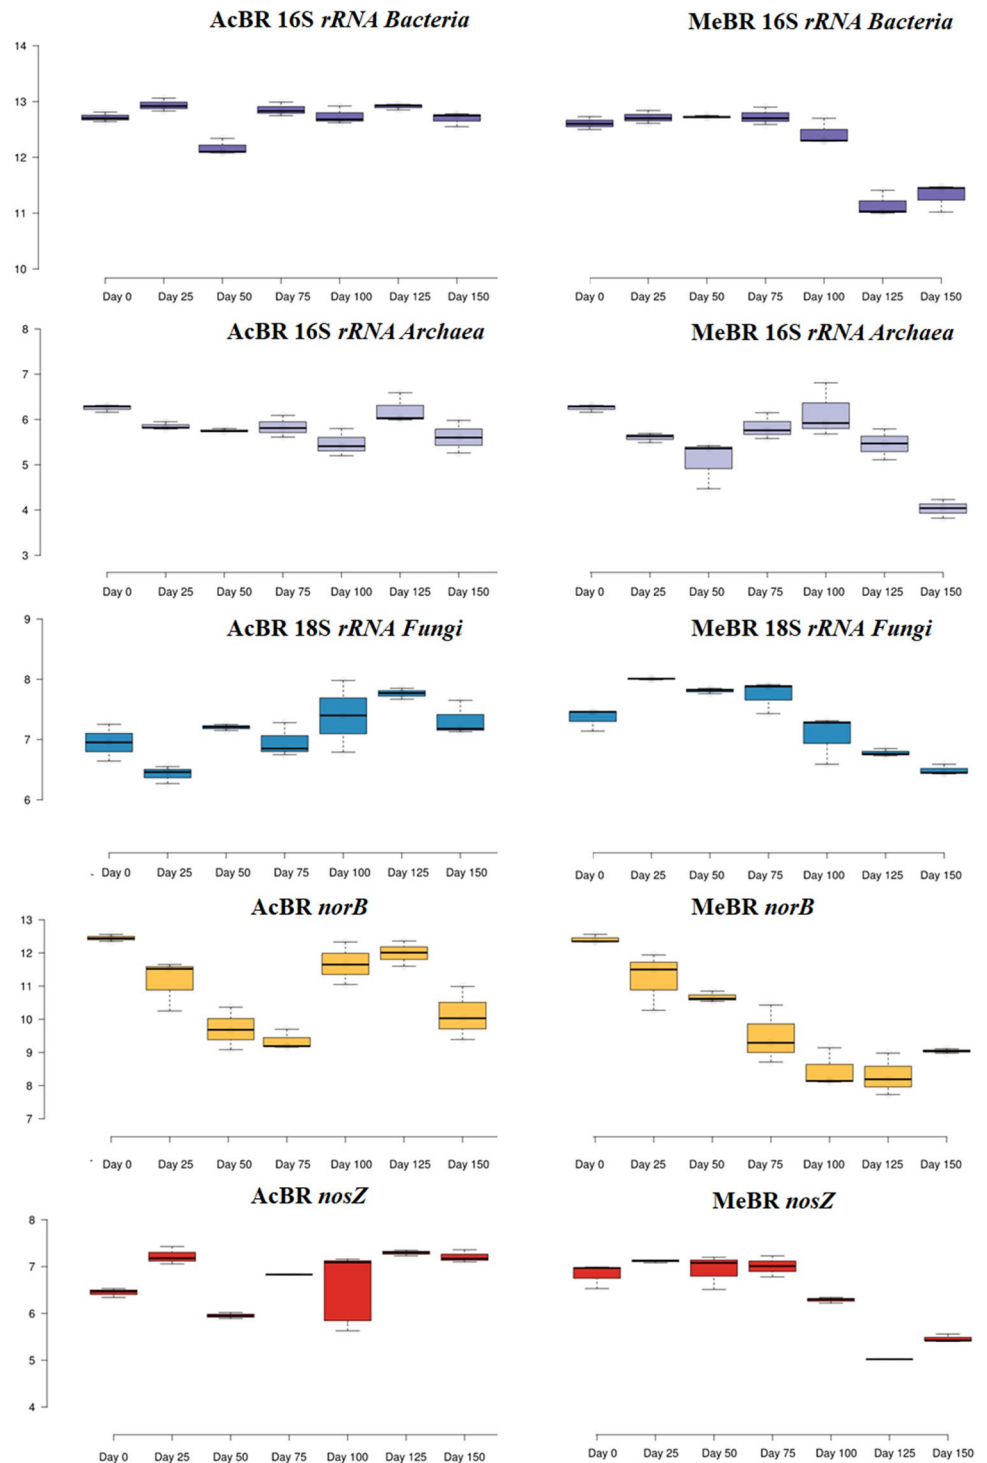 AcBR 16S rRNA Bacteria
MeBR 16S rRNA Bacteria
14
13
12
11
10
Day 0 Day 25 Day 50 Day 75 Day 100 Day 125 Day 150
Day 0 Day 25 Day 50 Day 75 Day 100 Day 125 Day 150
AcBR 16S rRNA Archaea
MeBR 16S rRNA Archaea
8
7
6
5
4
3
Day 0 Day 25 Day 50 Day 75 Day 100 Day 125 Day 150
Day 0 Day 25 Day 50 Day 75 Day 100 Day 125 Day 150
AcBR 18S rRNA Fungi
MeBR 18S rRNA Fungi
9
8
7
6
Day 0 Day 25 Day 50 Day 75 Day 100 Day 125 Day 150
Day 0 Day 25 Day 50 Day 75 Day 100 Day 125 Day 150
AcBR norB
MeBR norB
13
12
11
10
9
8
7
Day 0 Day 25 Day 50 Day 75 Day 100 Day 125 Day 150
Day 0 Day 25 Day 50 Day 75 Day 100 Day 125 Day 150
AcBR nosZ
MeBR nosZ
8
7
6
5
4
Day 0 Day 25 Day 50 Day 75 Day 100 Day 125 Day 150
Day 0 Day 25 Day 50 Day 75 Day 100 Day 125 Day 150